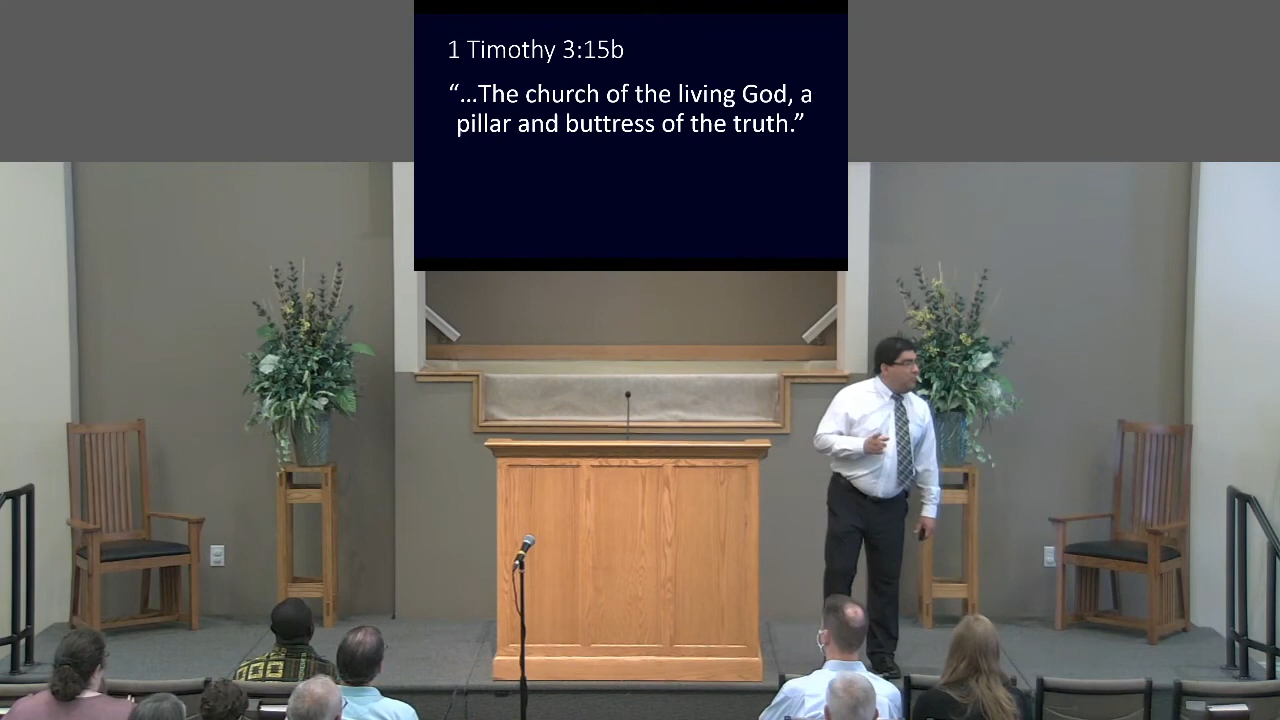 1 Timothy 3:15b
“…The church of the living God, a
pillar and buttress of the truth.”